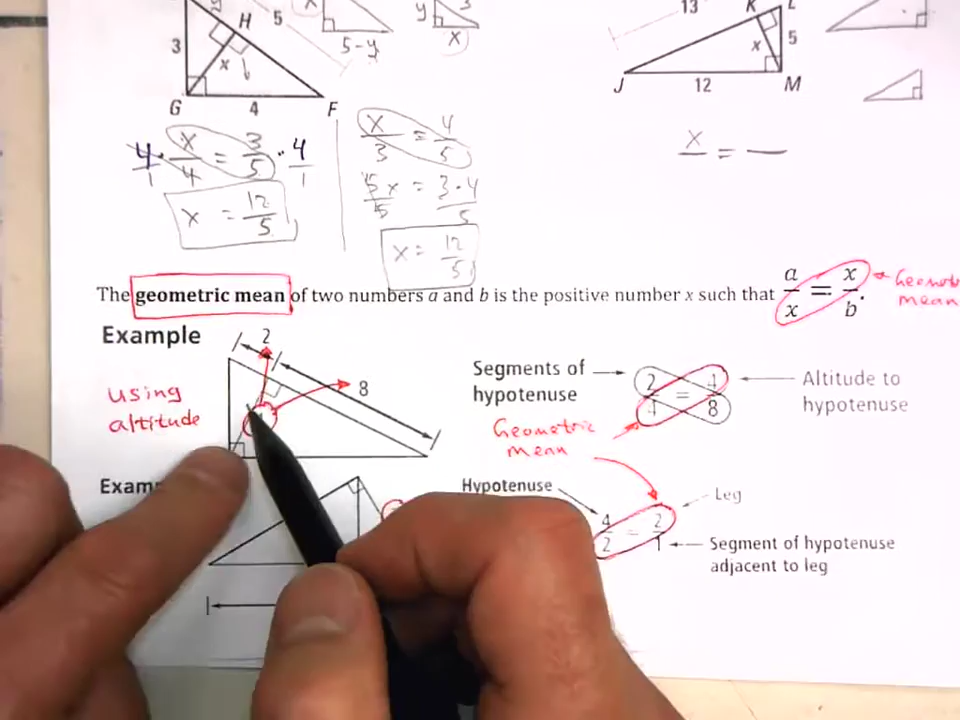 H 5 y 3 13 K L
3 5-y x x 5
x
G 4 F J 12 M
4/1 · x/4 = 3/5 · 4/1 x/3 = 4/5 x/ =
x = 12/5 5x/5 = 3·4/5
x = 12/5
The geometric mean of two numbers a and b is the positive number x such that a/x = x/b.
Geomet
mean
Example 2
8
using
altitude
Segments of
hypotenuse
2/4 = 4/8
Altitude to
hypotenuse
Geometric
mean
Exam
Hypotenuse
4/2 = 2/1
Leg
Segment of hypotenuse
adjacent to leg